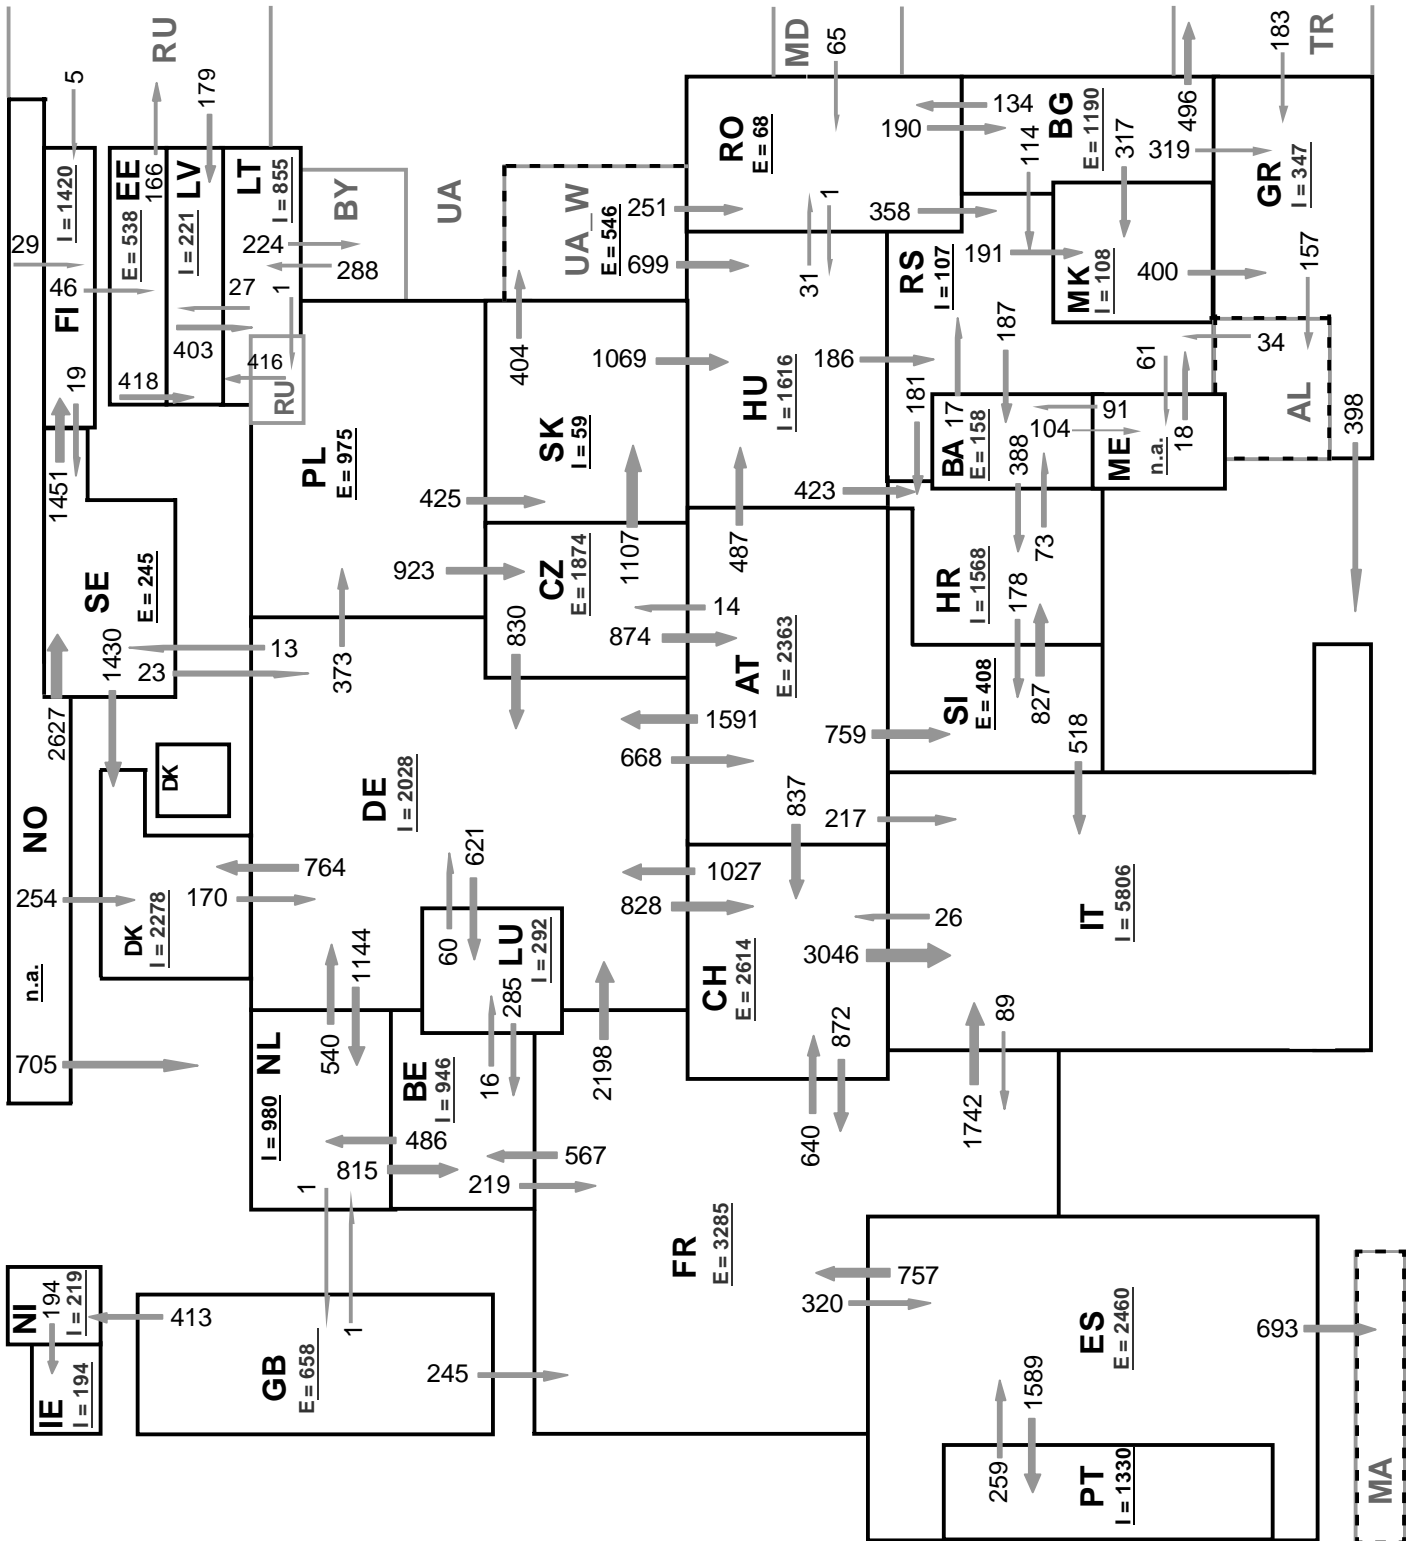 RU
5
179
166
EE
E = 538
LV
I = 221
LT
I = 855
FI
I = 1420
29
46
19
418
27
403
224
288
1
416
RU
BY
UA
UA_W
E = 546
251
699
MD
65
RO
E = 68
190
134
1
31
358
BG
E = 1190
114
317
496
183
TR
319
GR
I = 347
RS
I = 107
191
MK
I = 108
400
157
187
186
181
61
34
AL
398
BA
17
E = 158
388
104
91
ME
n.a.
18
73
404
1069
SK
I = 59
HU
I = 1616
425
1107
487
423
PL
E = 975
923
CZ
E = 1874
830
874
14
1451
SE
E = 245
1430
23
13
373
HR
I = 1568
178
827
SI
E = 408
518
AT
E = 2363
1591
668
759
837
217
2627
NO
254
n.a.
705
DK
DK
I = 2278
170
764
DE
I = 2028
621
60
LU
I = 292
285
16
1027
828
CH
E = 2614
26
3046
IT
I = 5806
89
1742
872
640
2198
1144
540
NL
I = 980
BE
I = 946
486
815
567
219
1
1
NI
194
I = 219
413
IE
I = 194
GB
E = 658
245
FR
E = 3285
757
320
ES
E = 2460
693
1589
259
PT
I = 1330
MA